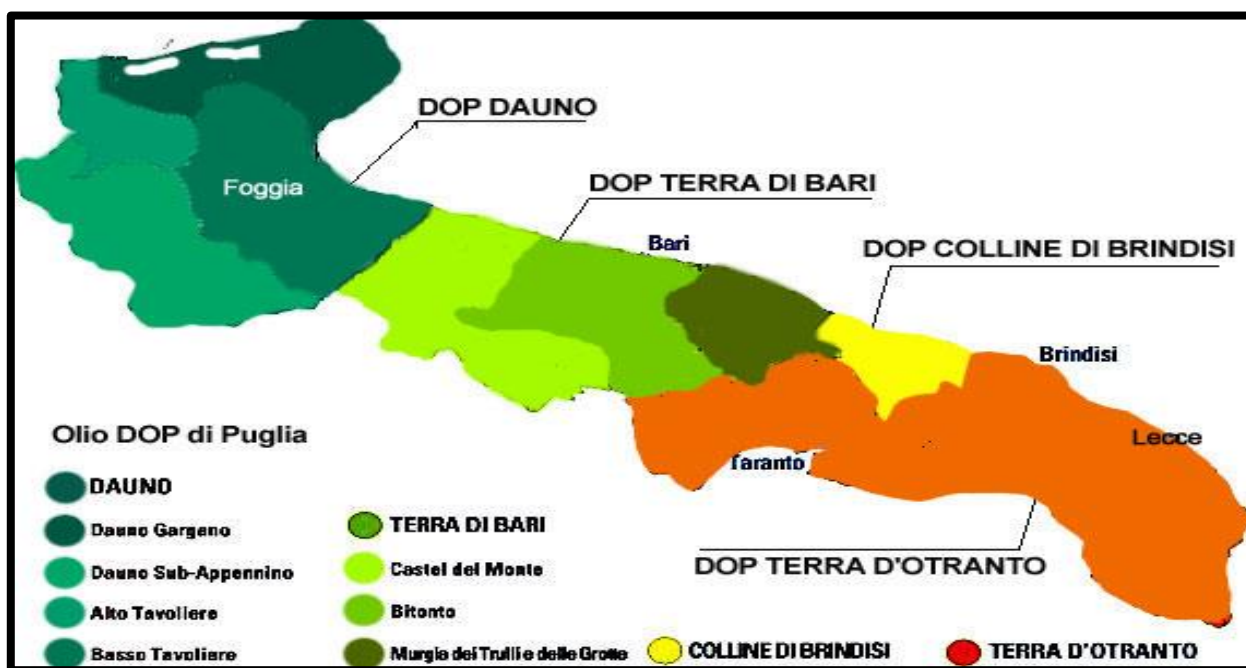 DOP DAUNO
Foggia
DOP TERRA DI BARI
Bari
DOP COLLINE DI BRINDISI
Brindisi
Lecce
Taranto
DOP TERRA D'OTRANTO
Olio DOP di Puglia
DAUNO
Dauno Gargeno
Dauno Sub-Appennino
Alto Tavoliere
Basso Tavoliere
TERRA DI BARI
Castel del Monte
Bitonto
Murgia dei Trulli e delle Grotte
COLLINE DI BRINDISI
TERRA D'OTRANTO